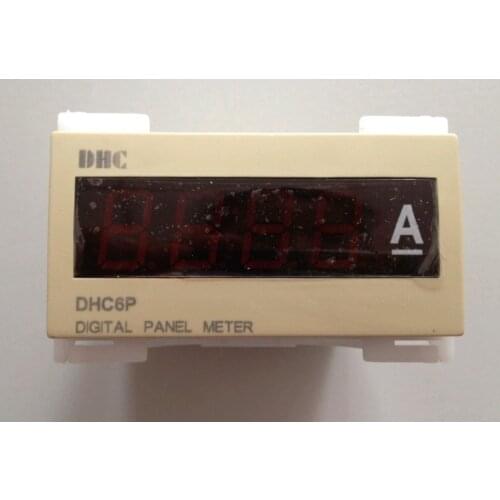 DHC
A
DHC6P
DIGITAL PANEL METER